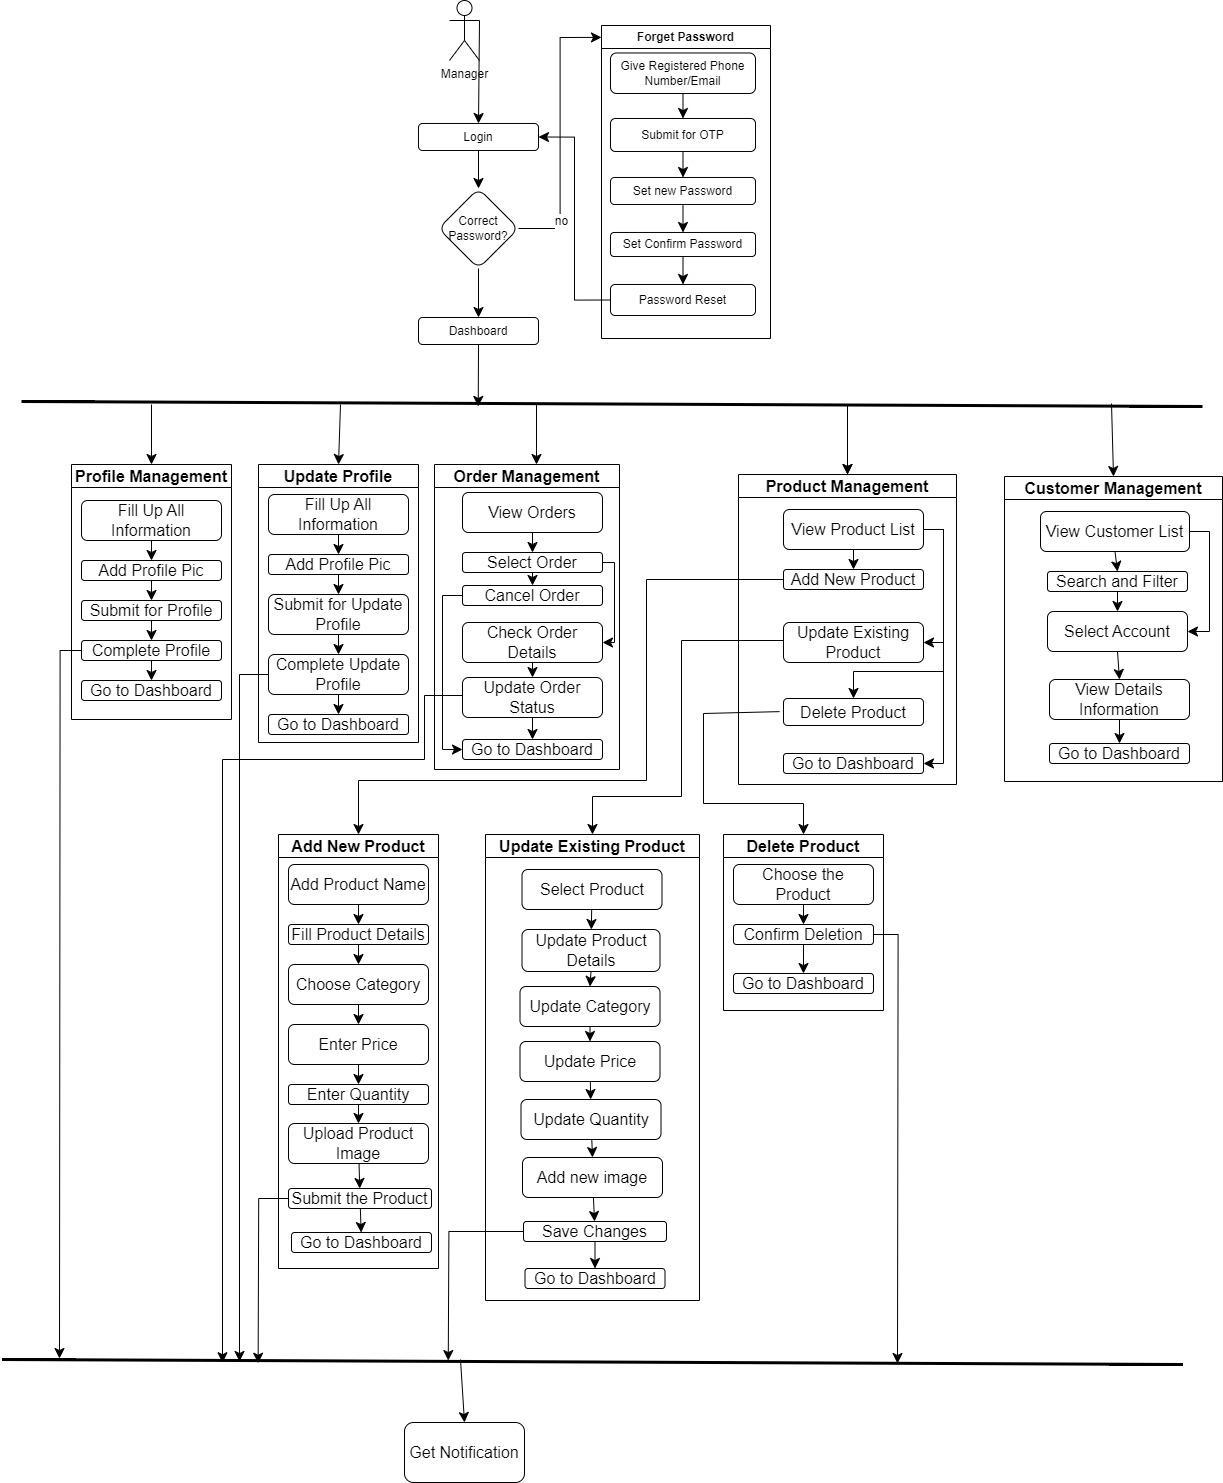 Manager
Login
Correct
Password?
no
Dashboard
Forget Password
Give Registered Phone
Number/Email
Submit for OTP
Set new Password
Set Confirm Password
Password Reset
Profile Management
Fill Up All
Information
Add Profile Pic
Submit for Profile
Complete Profile
Go to Dashboard
Update Profile
Fill Up All
Information
Add Profile Pic
Submit for Update
Profile
Complete Update
Profile
Go to Dashboard
Order Management
View Orders
Select Order
Cancel Order
Check Order
Details
Update Order
Status
Go to Dashboard
Product Management
View Product List
Add New Product
Update Existing
Product
Delete Product
Go to Dashboard
Customer Management
View Customer List
Search and Filter
Select Account
View Details
Information
Go to Dashboard
Add New Product
Add Product Name
Fill Product Details
Choose Category
Enter Price
Enter Quantity
Upload Product
Image
Submit the Product
Go to Dashboard
Update Existing Product
Select Product
Update Product
Details
Update Category
Update Price
Update Quantity
Add new image
Save Changes
Go to Dashboard
Delete Product
Choose the
Product
Confirm Deletion
Go to Dashboard
Get Notification